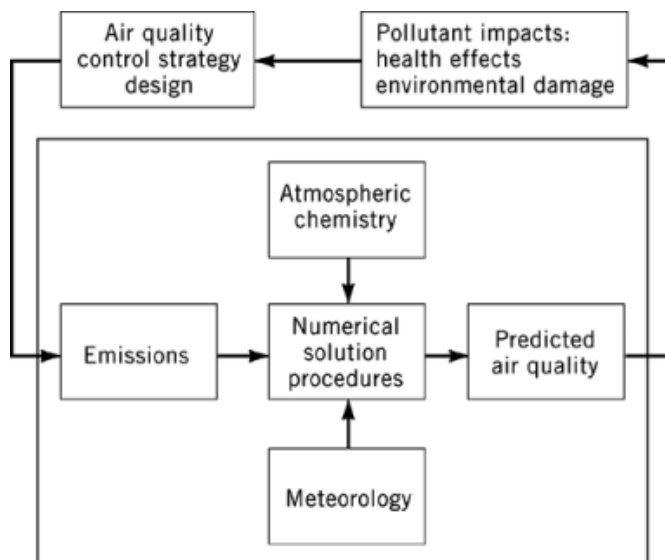 Air quality
control strategy
design
Pollutant impacts:
health effects
environmental damage
Atmospheric
chemistry
Emissions
Numerical
solution
procedures
Predicted
air quality
Meteorology